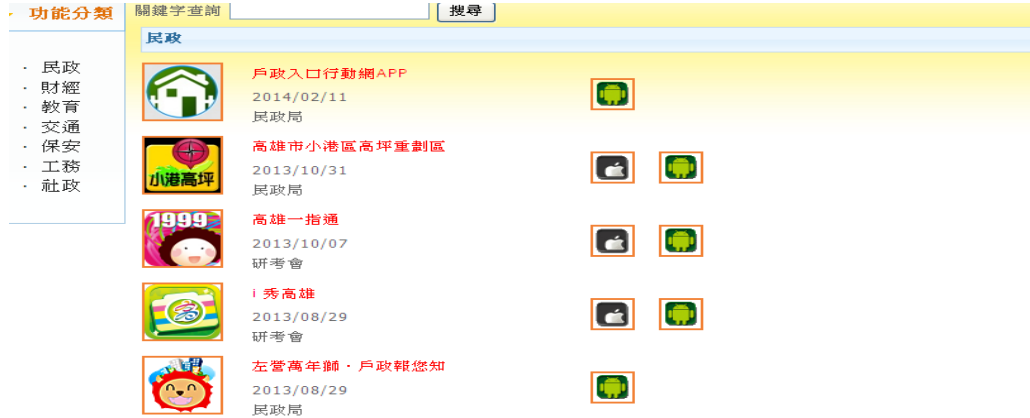 功能分類
· 民政
· 財經
· 教育
· 交通
· 保安
· 工務
· 社政
關鍵字查詢 搜尋
民政
戶政入口行動網APP
2014/02/11
民政局
小港高坪
高雄市小港區高坪重劃區
2013/10/31
民政局
1999
高雄一指通
2013/10/07
研考會
高
i 秀高雄
2013/08/29
研考會
左營萬年獅‧戶政報您知
2013/08/29
民政局